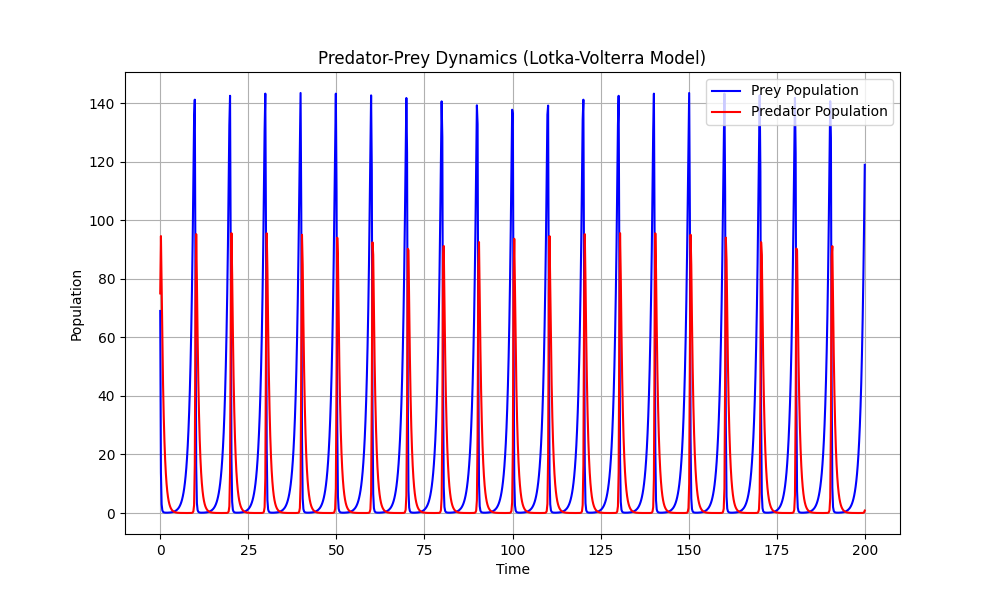 Predator-Prey Dynamics (Lotka-Volterra Model)
Prey Population
Predator Population
Population
140
120
100
80
60
40
20
0
0 25 50 75 100 125 150 175 200
Time